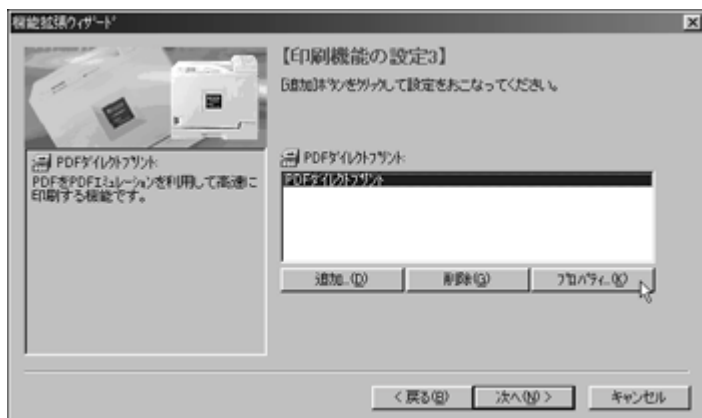 機能拡張ウィザード
【印刷機能の設定3】
[追加]ボタンをクリックして設定をおこなってください。
PDFダイレクトプリント:
PDFをPDFエミュレーションを利用して高速に
印刷する機能です。
PDFダイレクトプリント:
PDFダイレクトプリント
追加...(D)
削除(G)
プロパティ...(K)
< 戻る(B)
次へ(N) >
キャンセル